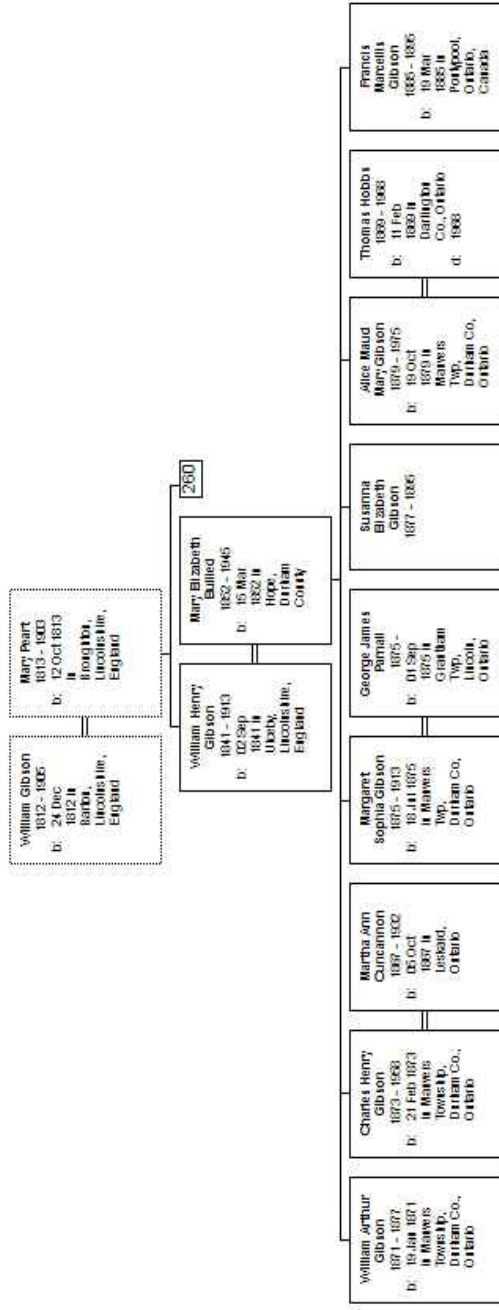 William Gibson
1812 - 1905
b: 24 Dec
1812 in
Barton,
Lincolnshire,
England
Mary Peart
1813 - 1903
b: 12 Oct 1813
in
Broughton,
Lincolnshire,
England
William Henry
Gibson
1841 - 1913
b: 02 Sep
1841 in
Ulceby,
Lincolnshire,
England
Mary Elizabeth
Bullied
1852 - 1945
b: 15 Mar
1852 in
Hope,
Durham
County
260
William Arthur
Gibson
1871 - 1877
b: 19 Jan 1871
in Manvers
Township,
Durham Co.,
Ontario
Charles Henry
Gibson
1873 - 1958
b: 21 Feb 1873
in Manvers
Township,
Durham Co.,
Ontario
Martha Ann
1867 - 1932
b: 05 Oct
1867 in
Leskard,
Ontario
Margaret
Sophia Gibson
1875 - 1913
b: 18 Jul 1875
in Manvers
Twp,
Durham Co,
Ontario
George James
Parnall
1875 -
b: 01 Sep
1875 in
Grantham
Twp,
Lincoln,
Ontario
Susanna
Elizabeth
Gibson
1877 - 1895
Alice Maud
Mary Gibson
1879 - 1975
b: 19 Oct
1879 in
Manvers
Twp,
Durham Co,
Ontario
Thomas Hobbs
1869 - 1968
b: 11 Feb
1869 in
Darlington
Co., Ontario
d: 1968
Francis
Marcellis
Gibson
1885 - 1895
b: 19 Mar
1885 in
Pontypool,
Ontario,
Canada